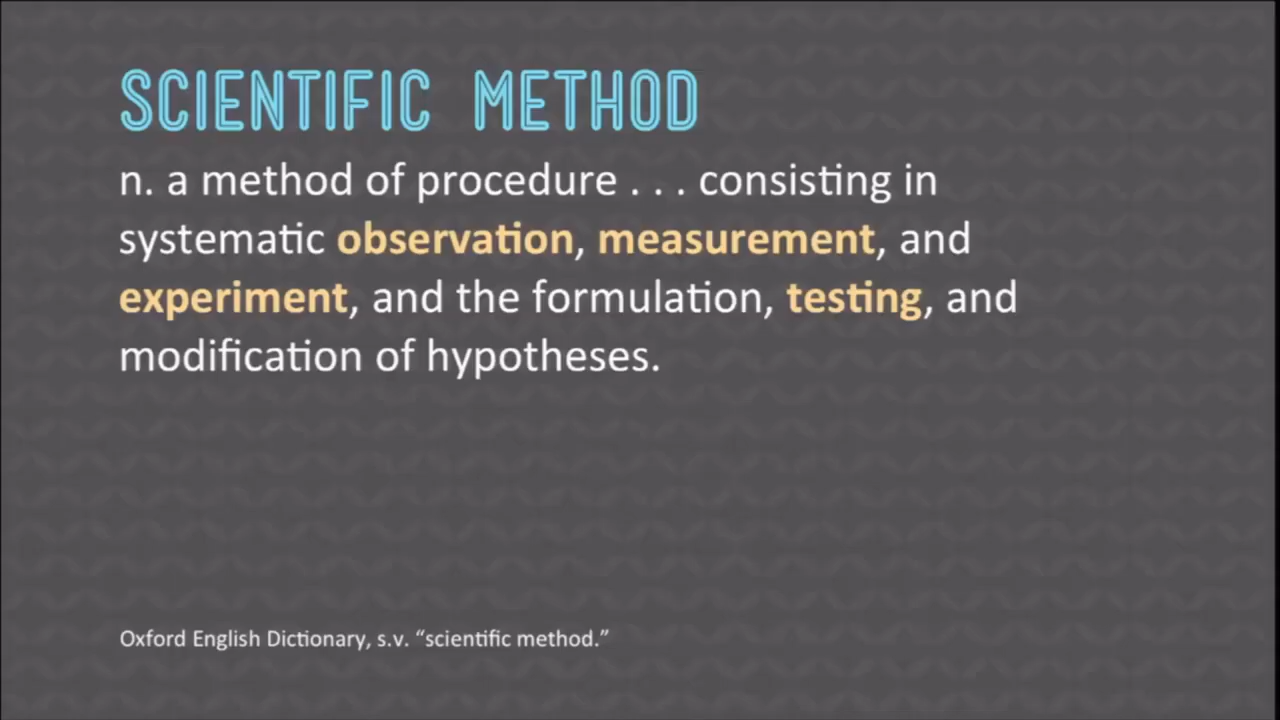 SCIENTIFIC METHOD
n. a method of procedure . . . consisting in
systematic observation, measurement, and
experiment, and the formulation, testing, and
modification of hypotheses.
Oxford English Dictionary, s.v. “scientific method.”